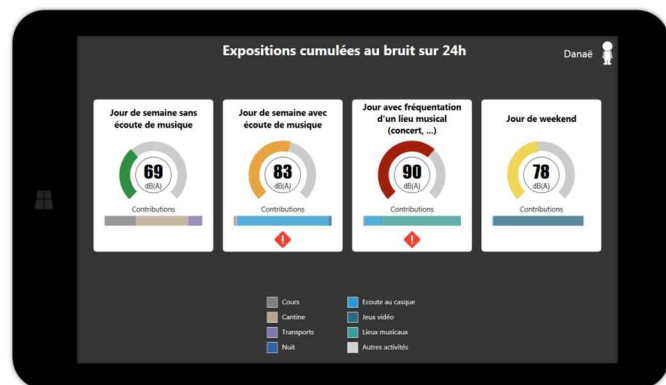 Expositions cumulées au bruit sur 24h
Danaë
Jour de semaine sans
écoute de musique
69
dB(A)
Contributions
Jour de semaine avec
écoute de musique
83
dB(A)
Contributions
!
Jour avec fréquentation
d'un lieu musical
(concert, ...)
90
dB(A)
Contributions
!
Jour de weekend
78
dB(A)
Contributions
Cours
Cantine
Transports
Nuit
Ecoute au casque
Jeux vidéo
Lieux musicaux
Autres activités